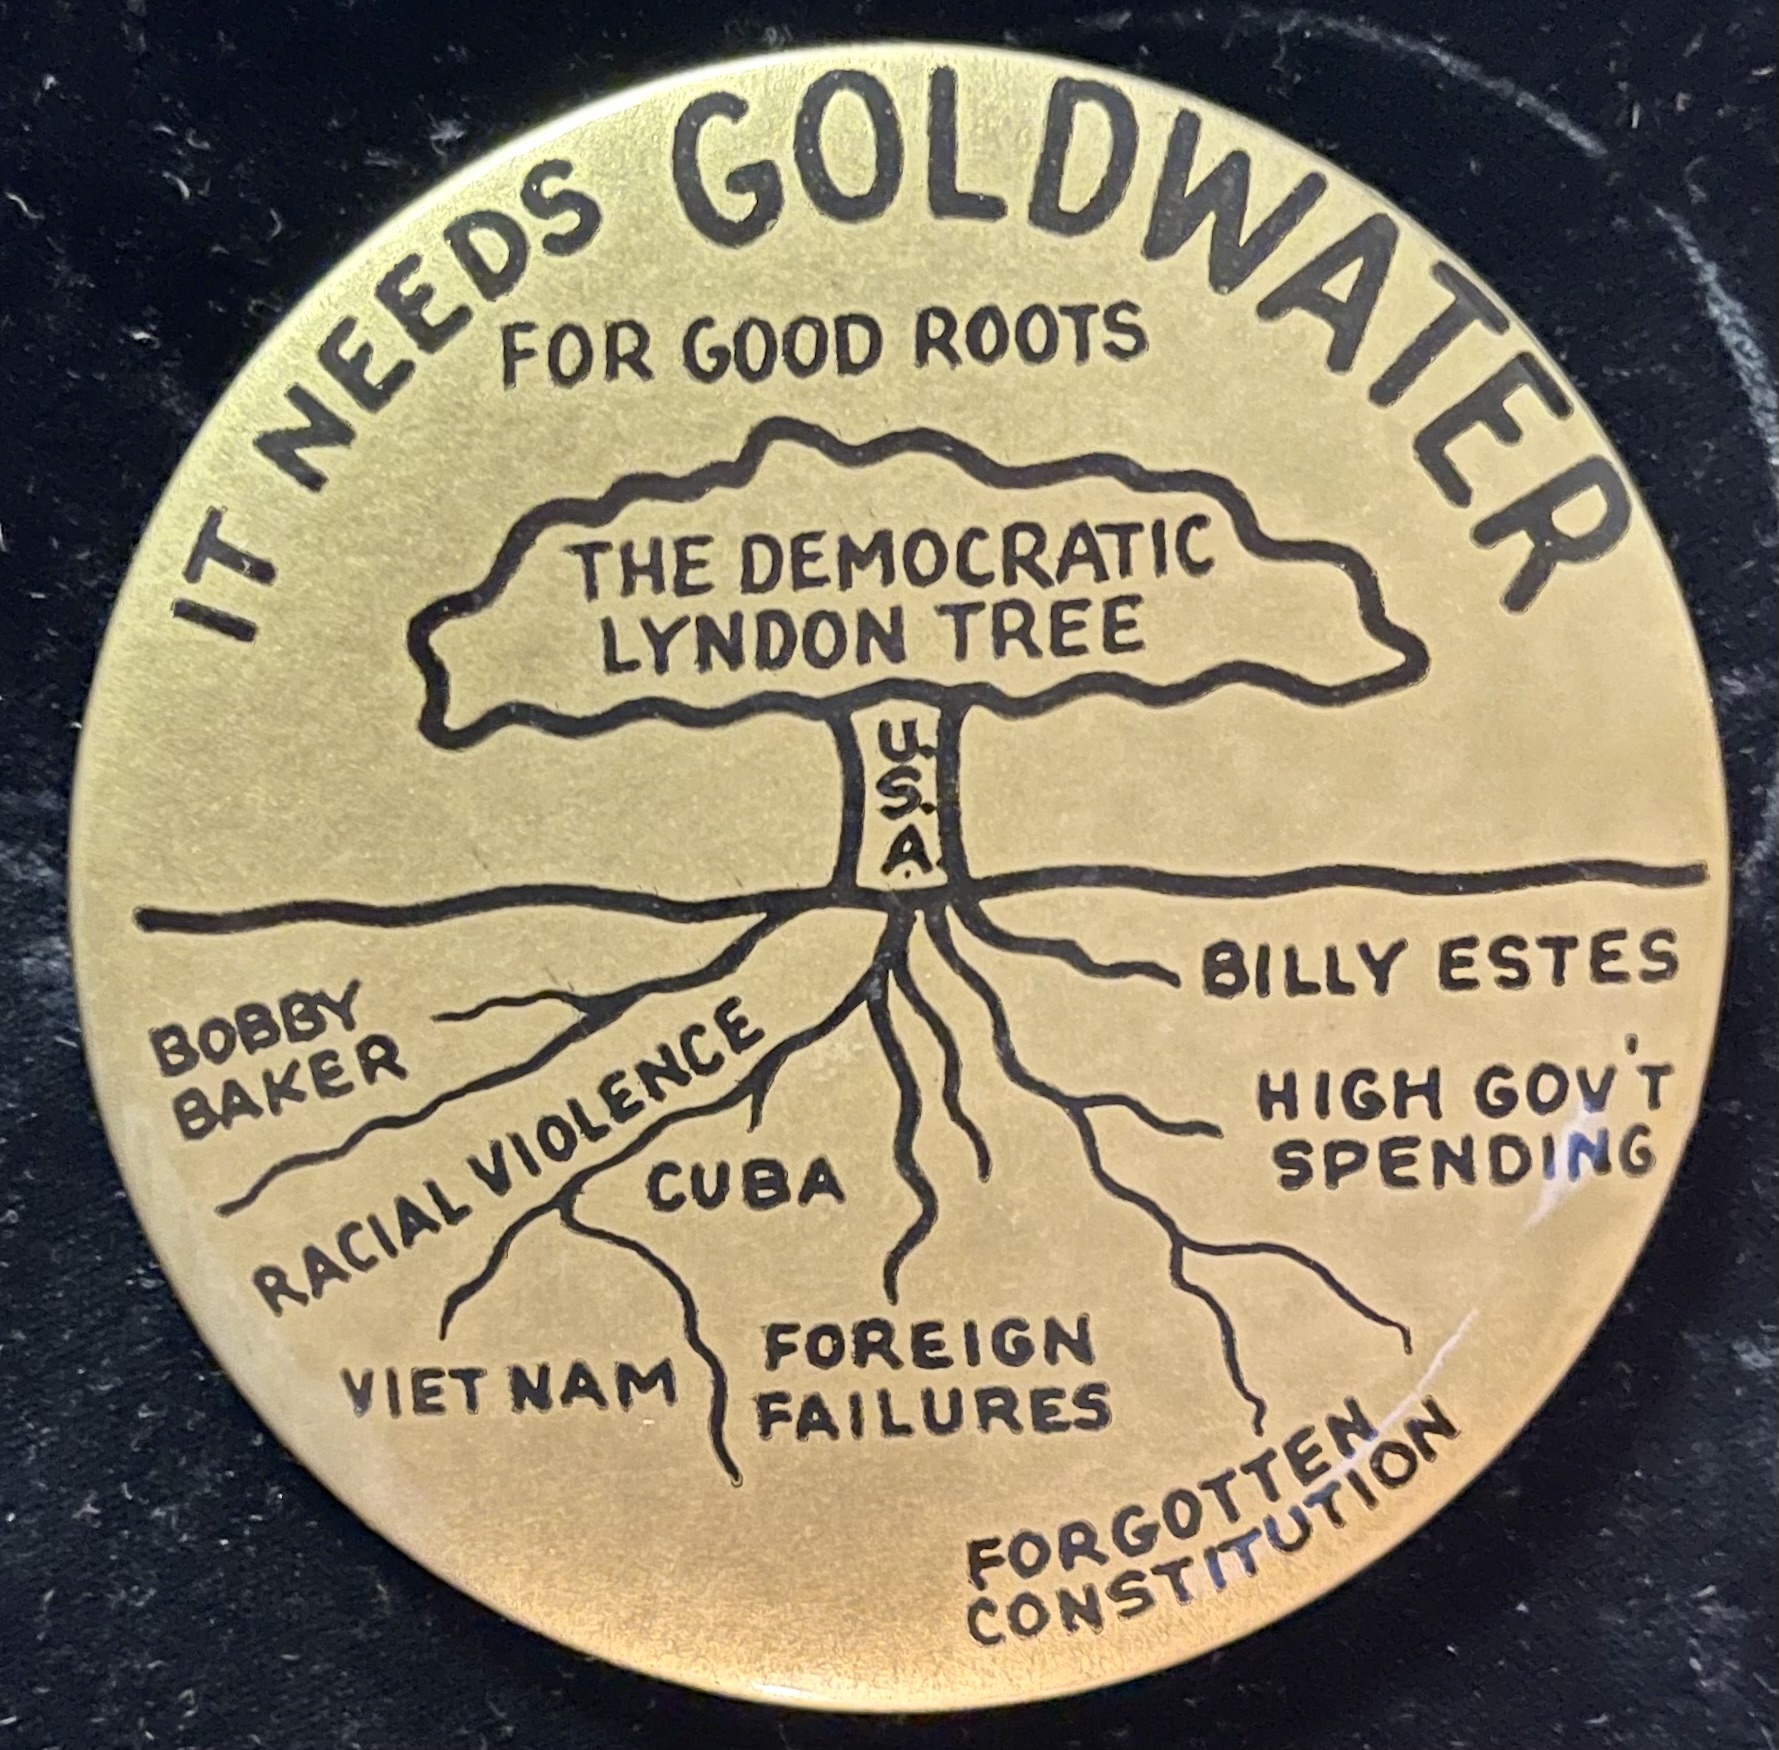 IT NEEDS GOLDWATER
FOR GOOD ROOTS
THE DEMOCRATIC
LYNDON TREE
U.
S.
A.
BOBBY
BAKER
RACIAL VIOLENCE
CUBA
VIET NAM
FOREIGN
FAILURES
BILLY ESTES
HIGH GOV'T
SPENDING
FORGOTTEN
CONSTITUTION